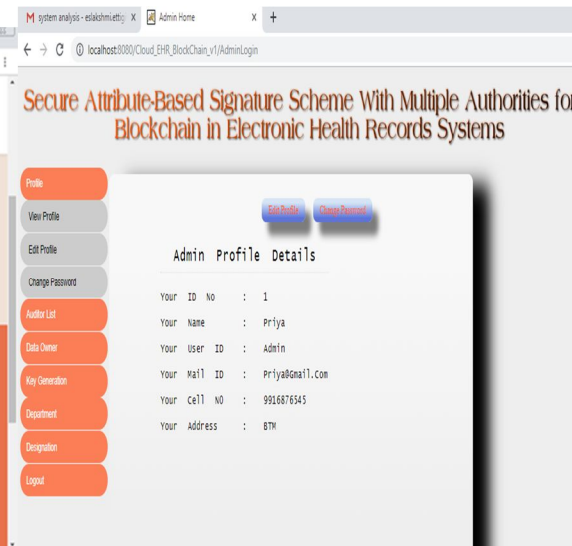 system analysis - eslakshmi.ettig X Admin Home X +
localhost:8080/Cloud_EHR_BlockChain_v1/AdminLogin
Secure Attribute-Based Signature Scheme With Multiple Authorities for
Blockchain in Electronic Health Records Systems
Profile
View Profile
Edit Profile
Change Password
Auditor List
Data Owner
Key Generation
Department
Designation
Logout
Edit Profile Change Password
Admin Profile Details
Your ID No : 1
Your Name : Priya
Your User ID : Admin
Your Mail ID : Priya@Gmail.Com
Your Cell NO : 9916876545
Your Address : BTM